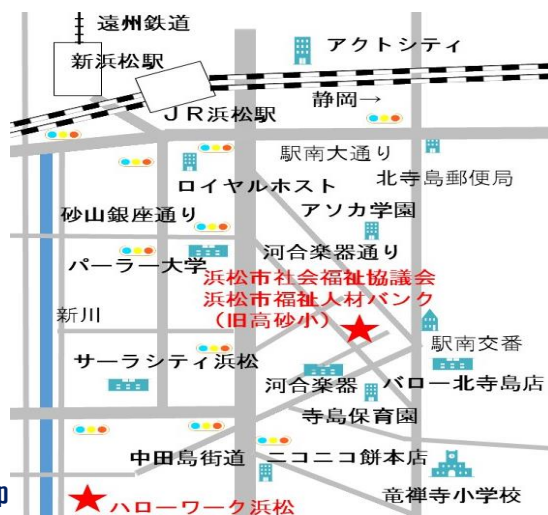 遠州鉄道
新浜松駅
アクトシティ
JR浜松駅
静岡→
駅南大通り
北寺島郵便局
ロイヤルホスト
アソカ学園
砂山銀座通り
河合楽器通り
パーラー大学
浜松市社会福祉協議会
浜松市福祉人材バンク
(旧高砂小)
新川
駅南交番
サーラシティ浜松
河合楽器
バロー北寺島店
寺島保育園
中田島街道
ニコニコ餅本店
竜禅寺小学校
ハローワーク浜松